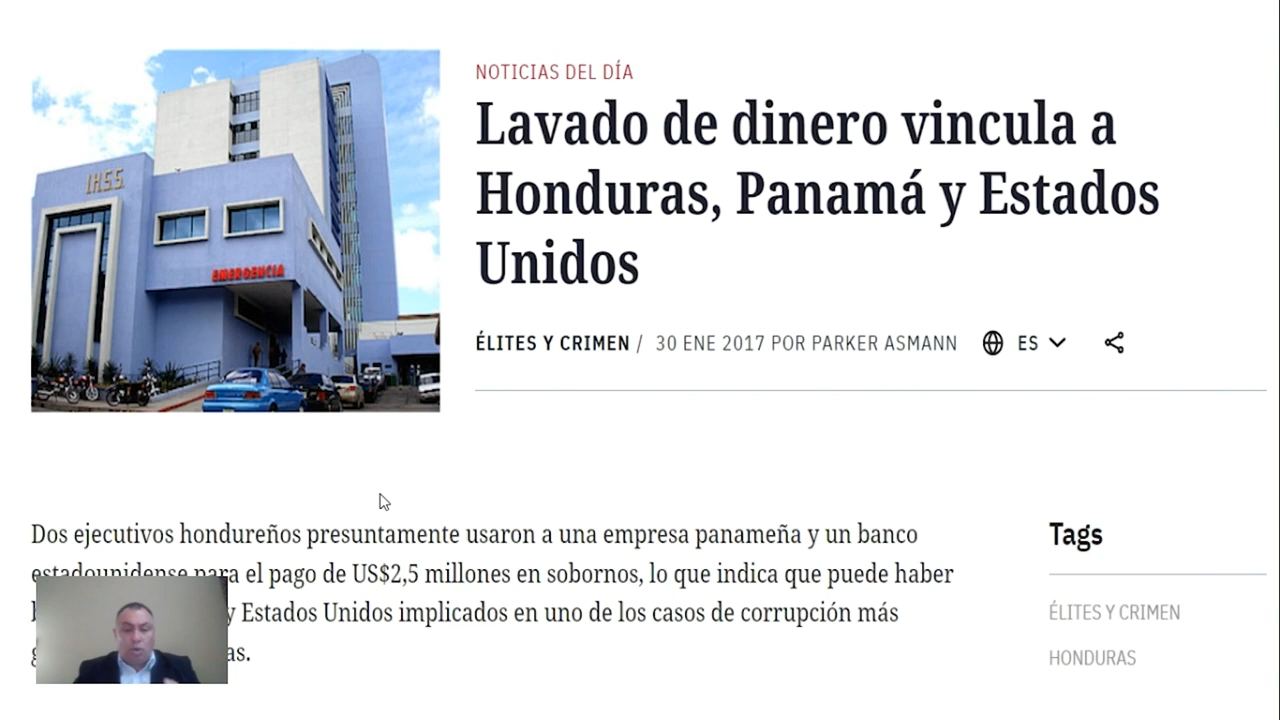 I.H.S.S.
EMERGENCIA
NOTICIAS DEL DÍA
Lavado de dinero vincula a
Honduras, Panamá y Estados
Unidos
ÉLITES Y CRIMEN / 30 ENE 2017 POR PARKER ASMANN ES
Dos ejecutivos hondureños presuntamente usaron a una empresa panameña y un banco
estadounidense para el pago de US$2,5 millones en sobornos, lo que indica que puede haber
y Estados Unidos implicados en uno de los casos de corrupción más
as.
Tags
ÉLITES Y CRIMEN
HONDURAS